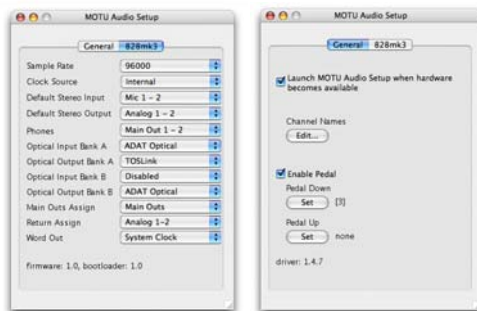 MOTU Audio Setup
General 828mk3
Sample Rate 96000
Clock Source Internal
Default Stereo Input Mic 1 – 2
Default Stereo Output Analog 1 – 2
Phones Main Out 1 – 2
Optical Input Bank A ADAT Optical
Optical Output Bank A TOSLink
Optical Input Bank B Disabled
Optical Output Bank B ADAT Optical
Main Outs Assign Main Outs
Return Assign Analog 1–2
Word Out System Clock
firmware: 1.0, bootloader: 1.0
MOTU Audio Setup
General 828mk3
Launch MOTU Audio Setup when hardware
becomes available
Channel Names
Edit...
Enable Pedal
Pedal Down
Set [3]
Pedal Up
Set none
driver: 1.4.7